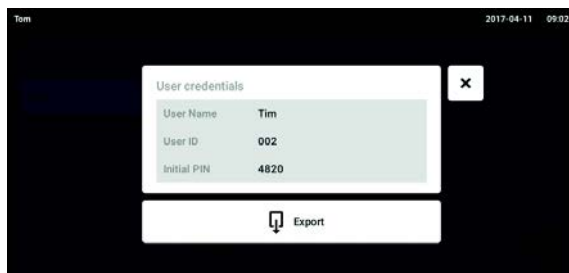 Tom 2017-04-11 09:02
User credentials
User Name Tim
User ID 002
Initial PIN 4820
Export